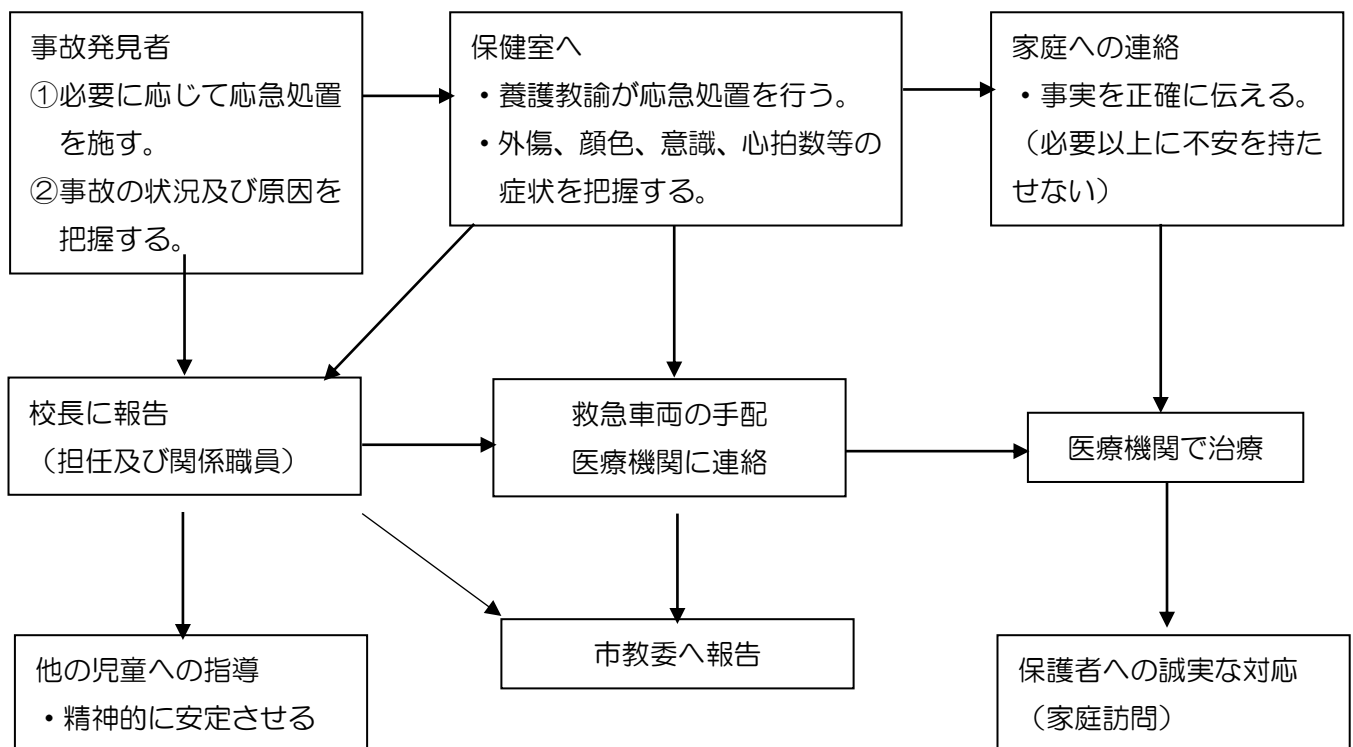 事故発見者
①必要に応じて応急処置
を施す。
②事故の状況及び原因を
把握する。
保健室へ
・養護教諭が応急処置を行う。
・外傷、顔色、意識、心拍数等の
症状を把握する。
家庭への連絡
・事実を正確に伝える。
（必要以上に不安を持た
せない）
校長に報告
（担任及び関係職員）
救急車両の手配
医療機関に連絡
医療機関で治療
他の児童への指導
・精神的に安定させる
市教委へ報告
保護者への誠実な対応
（家庭訪問）